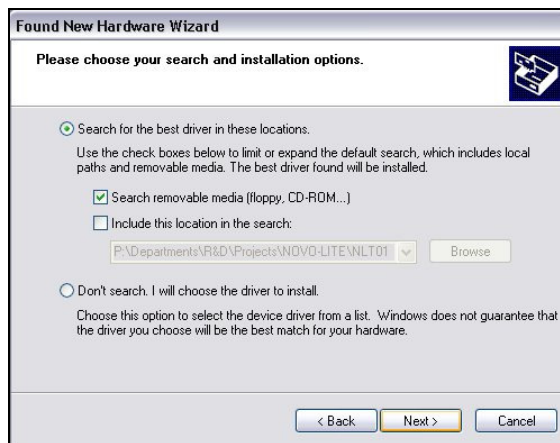 Found New Hardware Wizard
Please choose your search and installation options.
Search for the best driver in these locations.
Use the check boxes below to limit or expand the default search, which includes local
paths and removable media. The best driver found will be installed.
Search removable media (floppy, CD-ROM...)
Include this location in the search:
P:\Departments\R&D\Projects\NOVO-LITE\NLT01
Browse
Don't search. I will choose the driver to install.
Choose this option to select the device driver from a list.  Windows does not guarantee that
the driver you choose will be the best match for your hardware.
< Back
Next >
Cancel